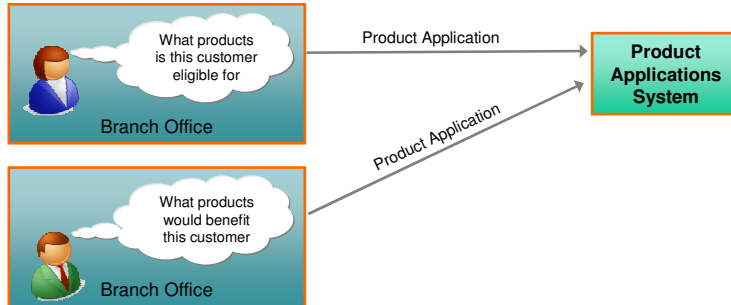 What products
is this customer
eligible for
Branch Office
Product Application
Product
Applications
System
Product Application
What products
would benefit
this customer
Branch Office